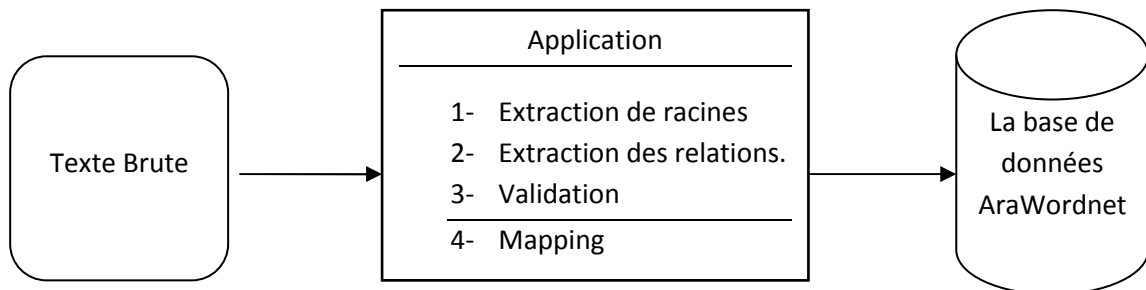 Texte Brute
Application
1- Extraction de racines
2- Extraction des relations.
3- Validation
4- Mapping
La base de
données
AraWordnet